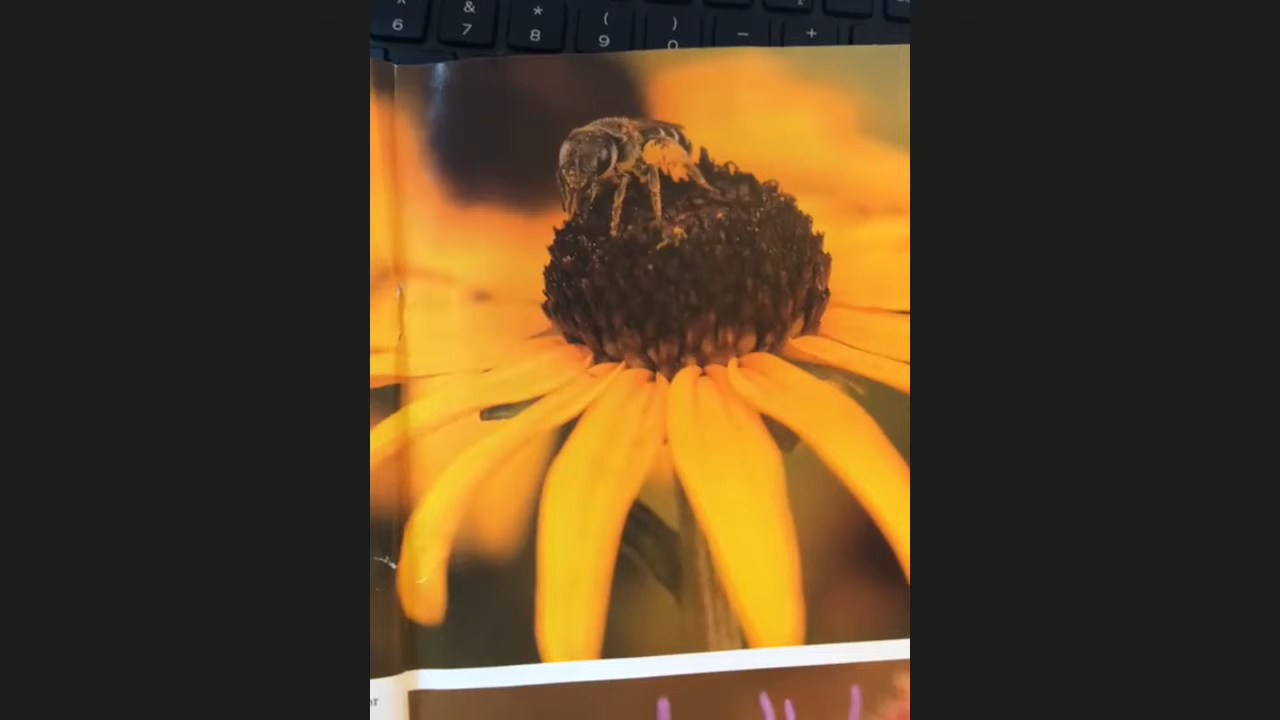 ^ & * ( ) – +
6 7 8 9 0